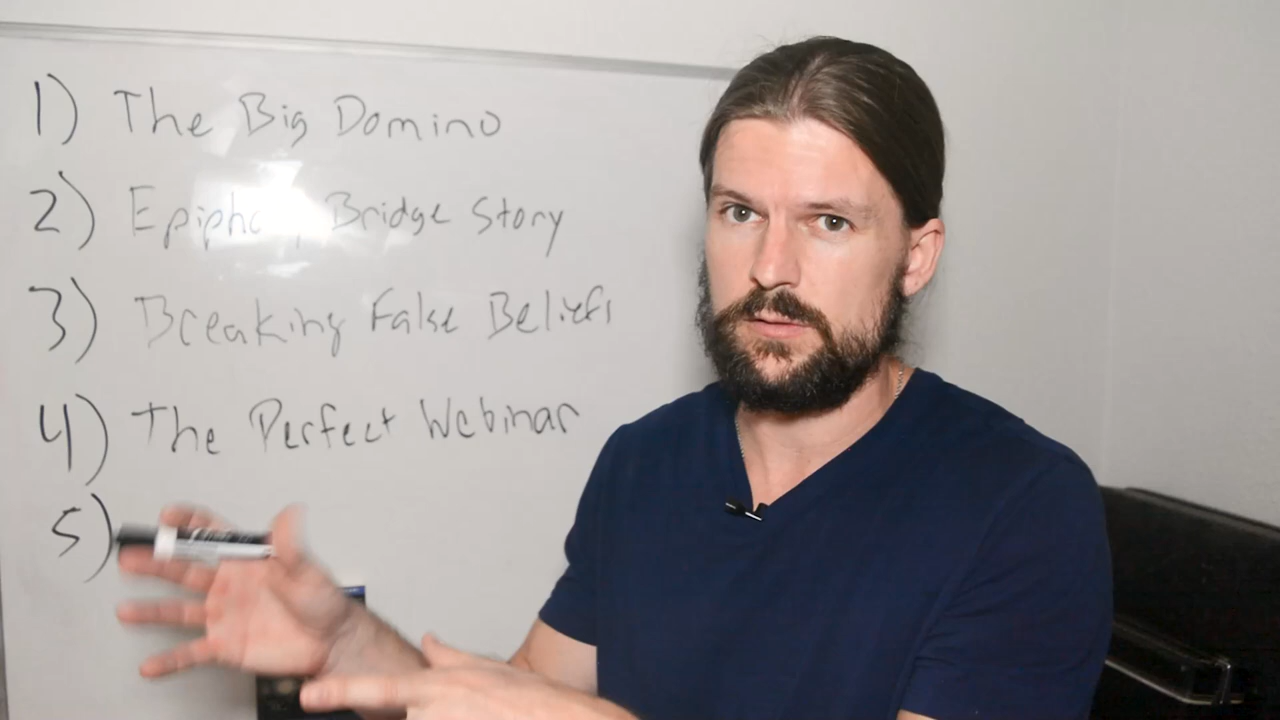 1) The Big Domino
2) Bridge Story
3) Breaking False Beliefs
4) The Perfect Webinar
5)